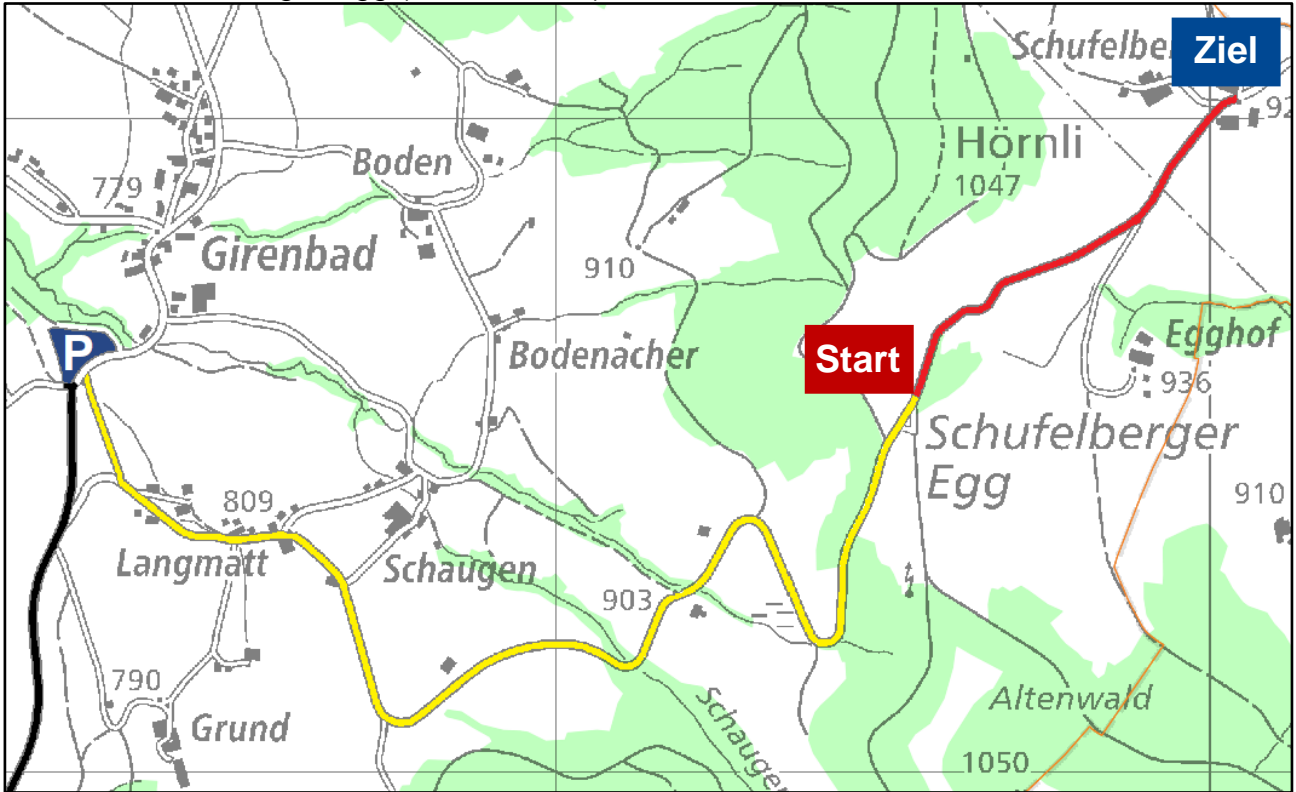 Schufelbe
Ziel
92
Hörnli
1047
Boden
779
Girenbad
910
P
Bodenacher
Start
Egghof
936
Schufelberger
Egg
809
910
Langmatt
Schaugen
903
790
Grund
Schaugen
Altenwald
1050